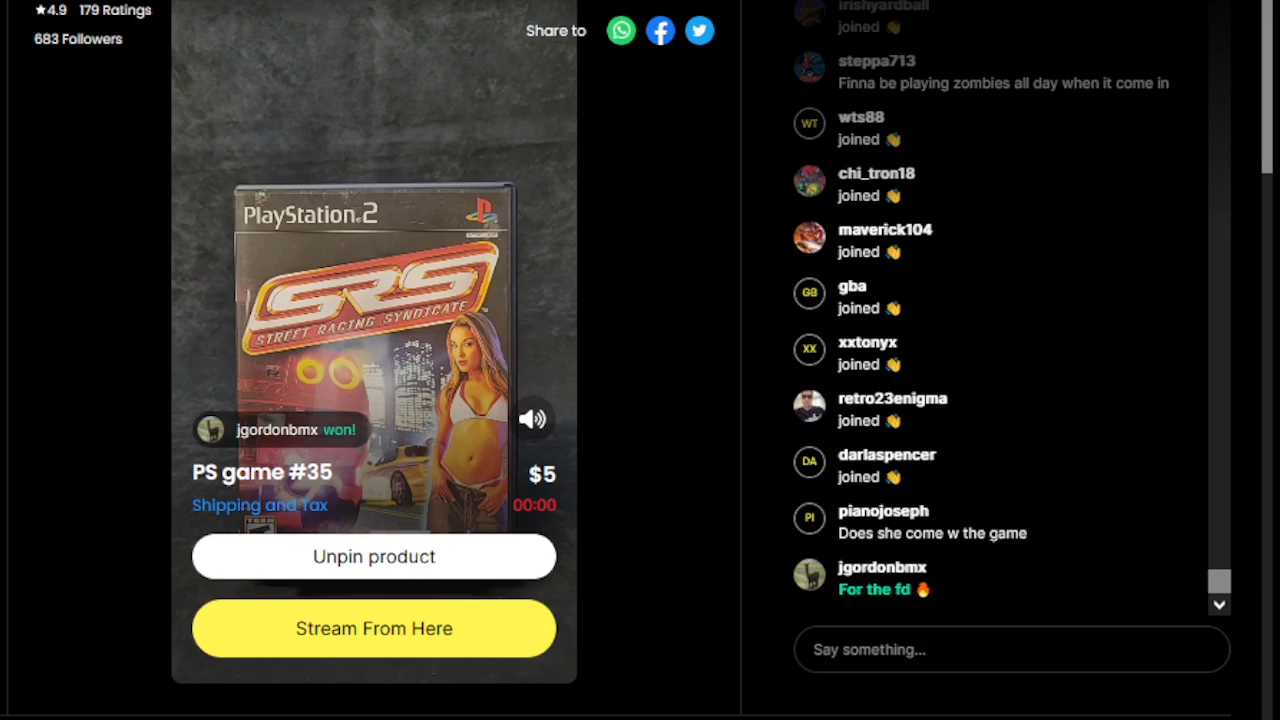 ★4.9 179 Ratings
683 Followers
Share to
PlayStation 2
SRS
STREET RACING SYNDICATE ™
jgordonbmx won!
PS game #35
$5
Shipping and Tax
00:00
TEEN
Unpin product
Stream From Here
irishyardball
joined 👏
steppa713
Finna be playing zombies all day when it come in
WT
wts88
joined 👏
chi_tron18
joined 👏
maverick104
joined 👏
GB
gba
joined 👏
XX
xxtonyx
joined 👏
retro23enigma
joined 👏
DA
darlaspencer
joined 👏
PI
pianojoseph
Does she come w the game
jgordonbmx
For the fd 🔥
Say something...